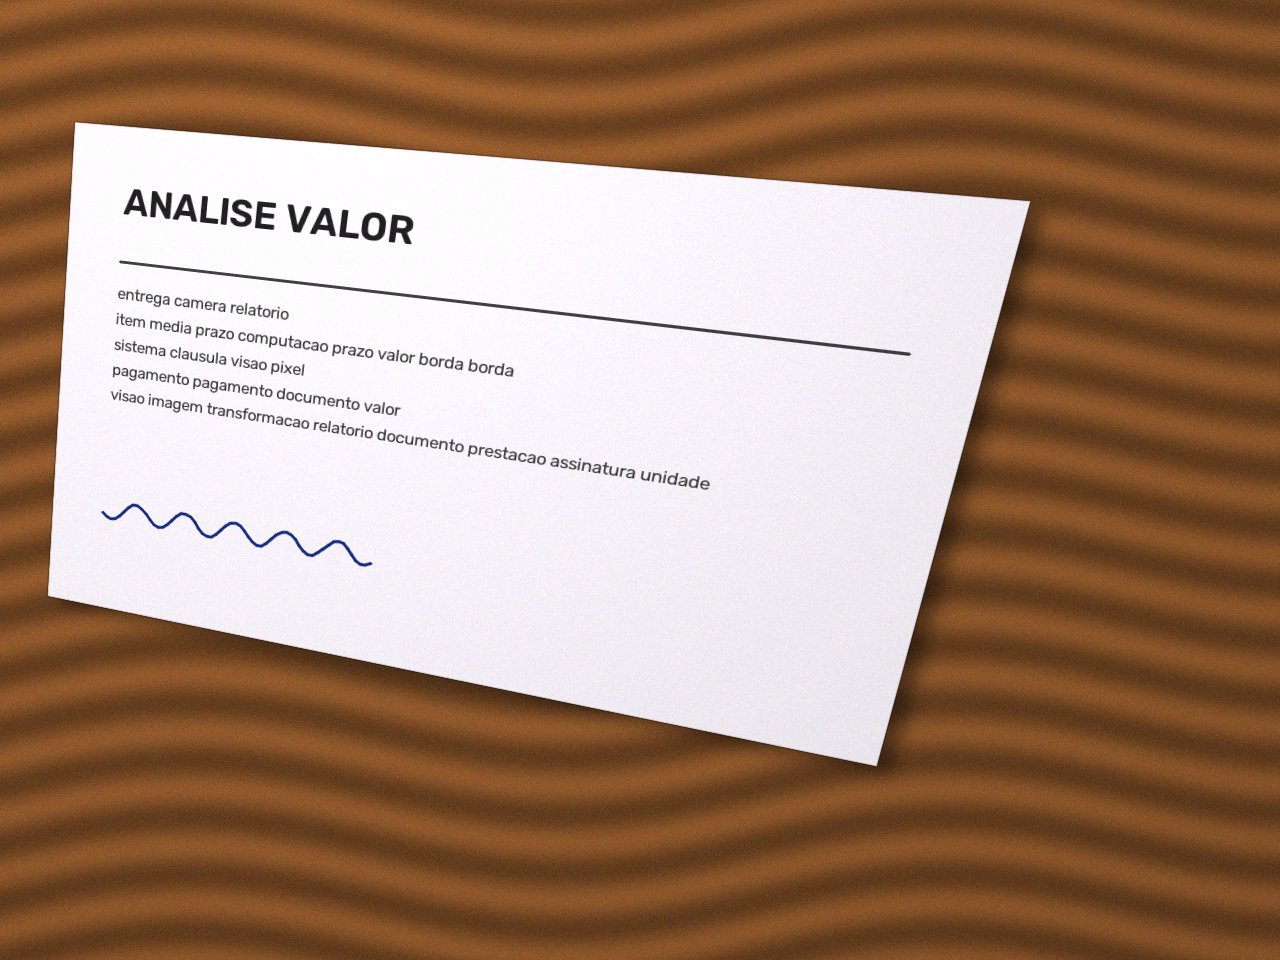 ANALISE VALOR
entrega camera relatorio
item media prazo computacao prazo valor borda borda
sistema clausula visao pixel
pagamento pagamento documento valor
visao imagem transformacao relatorio documento prestacao assinatura unidade